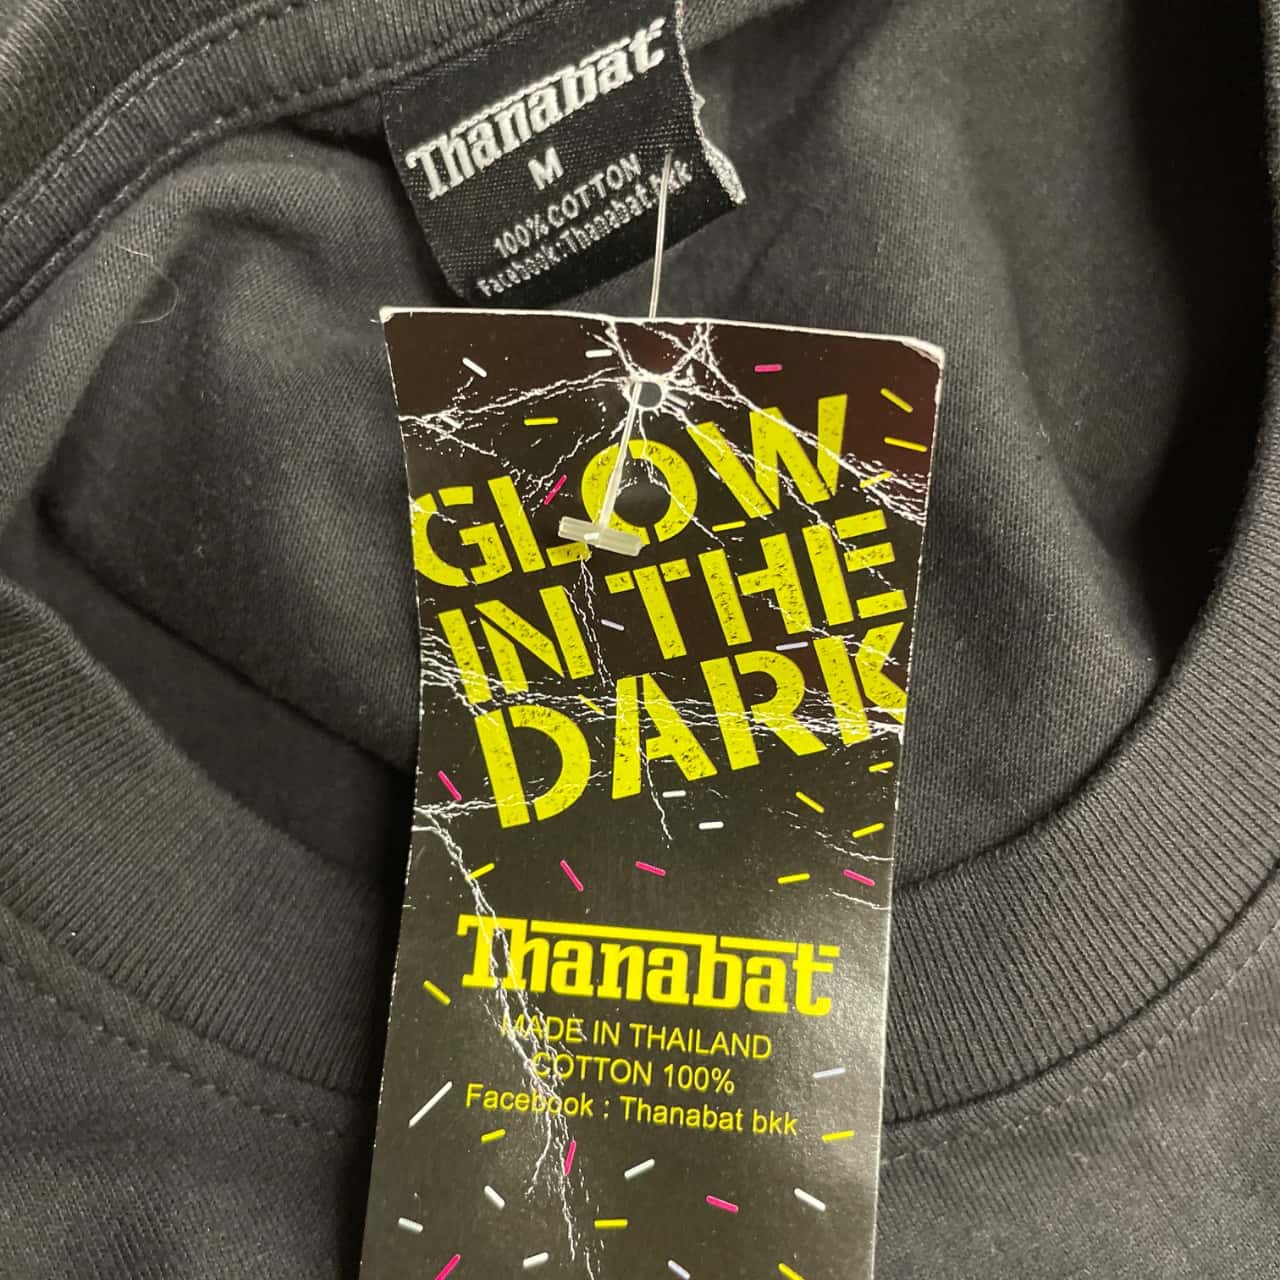 Thanabat
M
100% COTTON
Facebook:Thanabat.bkk
GLOW
IN THE
DARK
Thanabat
MADE IN THAILAND
COTTON 100%
Facebook : Thanabat bkk